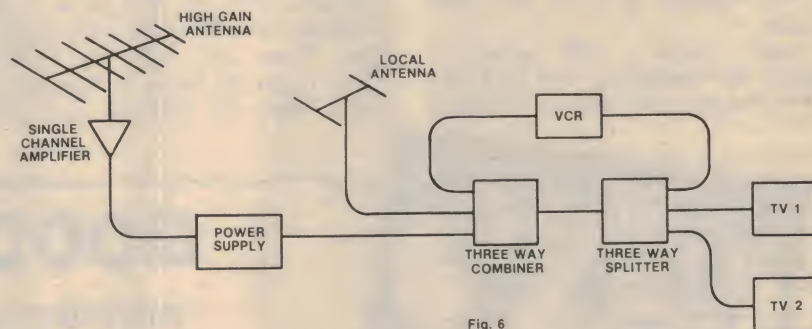 HIGH GAIN
ANTENNA
LOCAL
ANTENNA
VCR
SINGLE
CHANNEL
AMPLIFIER
TV 1
POWER
SUPPLY
THREE WAY
COMBINER
THREE WAY
SPLITTER
TV 2
Fig. 6